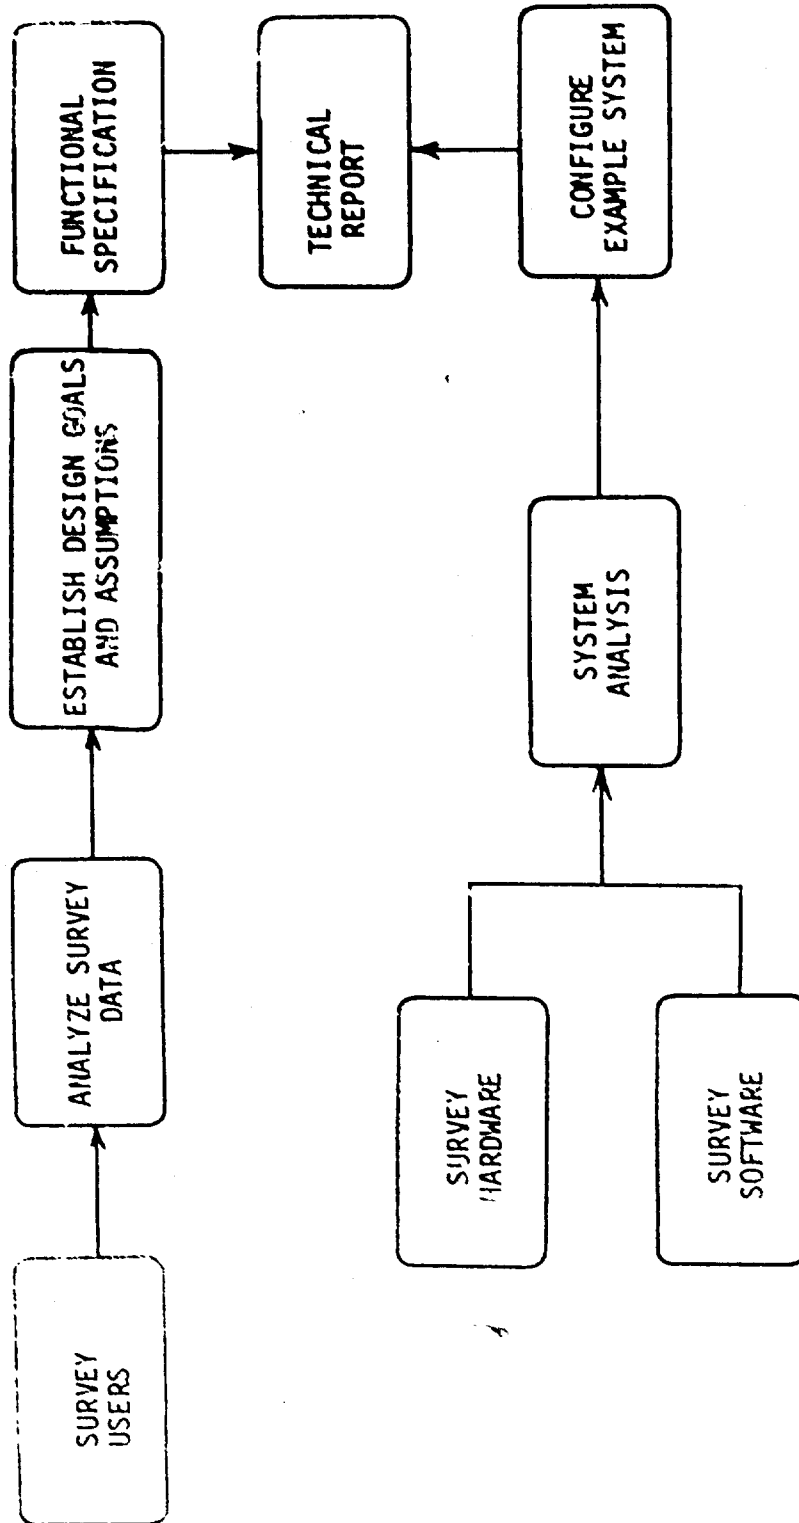 SURVEY
USERS
ANALYZE SURVEY
DATA
ESTABLISH DESIGN GOALS
AND ASSUMPTIONS
FUNCTIONAL
SPECIFICATION
TECHNICAL
REPORT
SURVEY
HARDWARE
SURVEY
SOFTWARE
SYSTEM
ANALYSIS
CONFIGURE
EXAMPLE SYSTEM